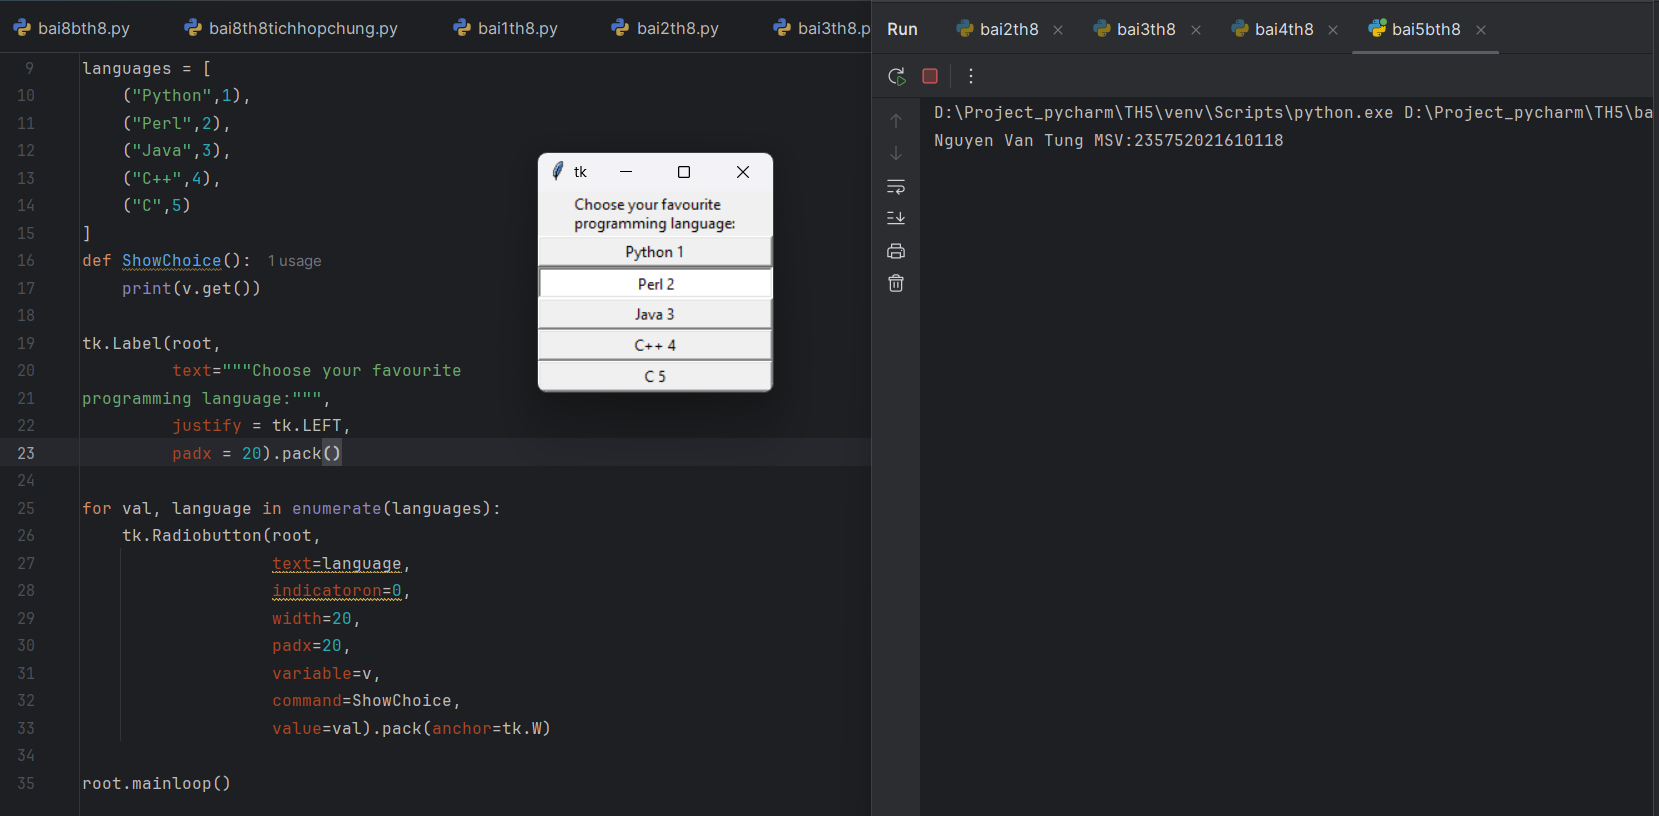 bai8bth8.py
bai8th8tichhopchung.py
bai1th8.py
bai2th8.py
bai3th8.p
9 languages = [
10 ("Python",1),
11 ("Perl",2),
12 ("Java",3),
13 ("C++",4),
14 ("C",5)
15 ]
16 def ShowChoice(): 1 usage
17 print(v.get())
18
19 tk.Label(root,
20 text="""Choose your favourite
21 programming language:""",
22 justify = tk.LEFT,
23 padx = 20).pack()
24
25 for val, language in enumerate(languages):
26 tk.Radiobutton(root,
27 text=language,
28 indicatoron=0,
29 width=20,
30 padx=20,
31 variable=v,
32 command=ShowChoice,
33 value=val).pack(anchor=tk.W)
34
35 root.mainloop()
tk
Choose your favourite
programming language:
Python 1
Perl 2
Java 3
C++ 4
C 5
Run
bai2th8
bai3th8
bai4th8
bai5bth8
D:\Project_pycharm\TH5\venv\Scripts\python.exe D:\Project_pycharm\TH5\ba
Nguyen Van Tung MSV:235752021610118